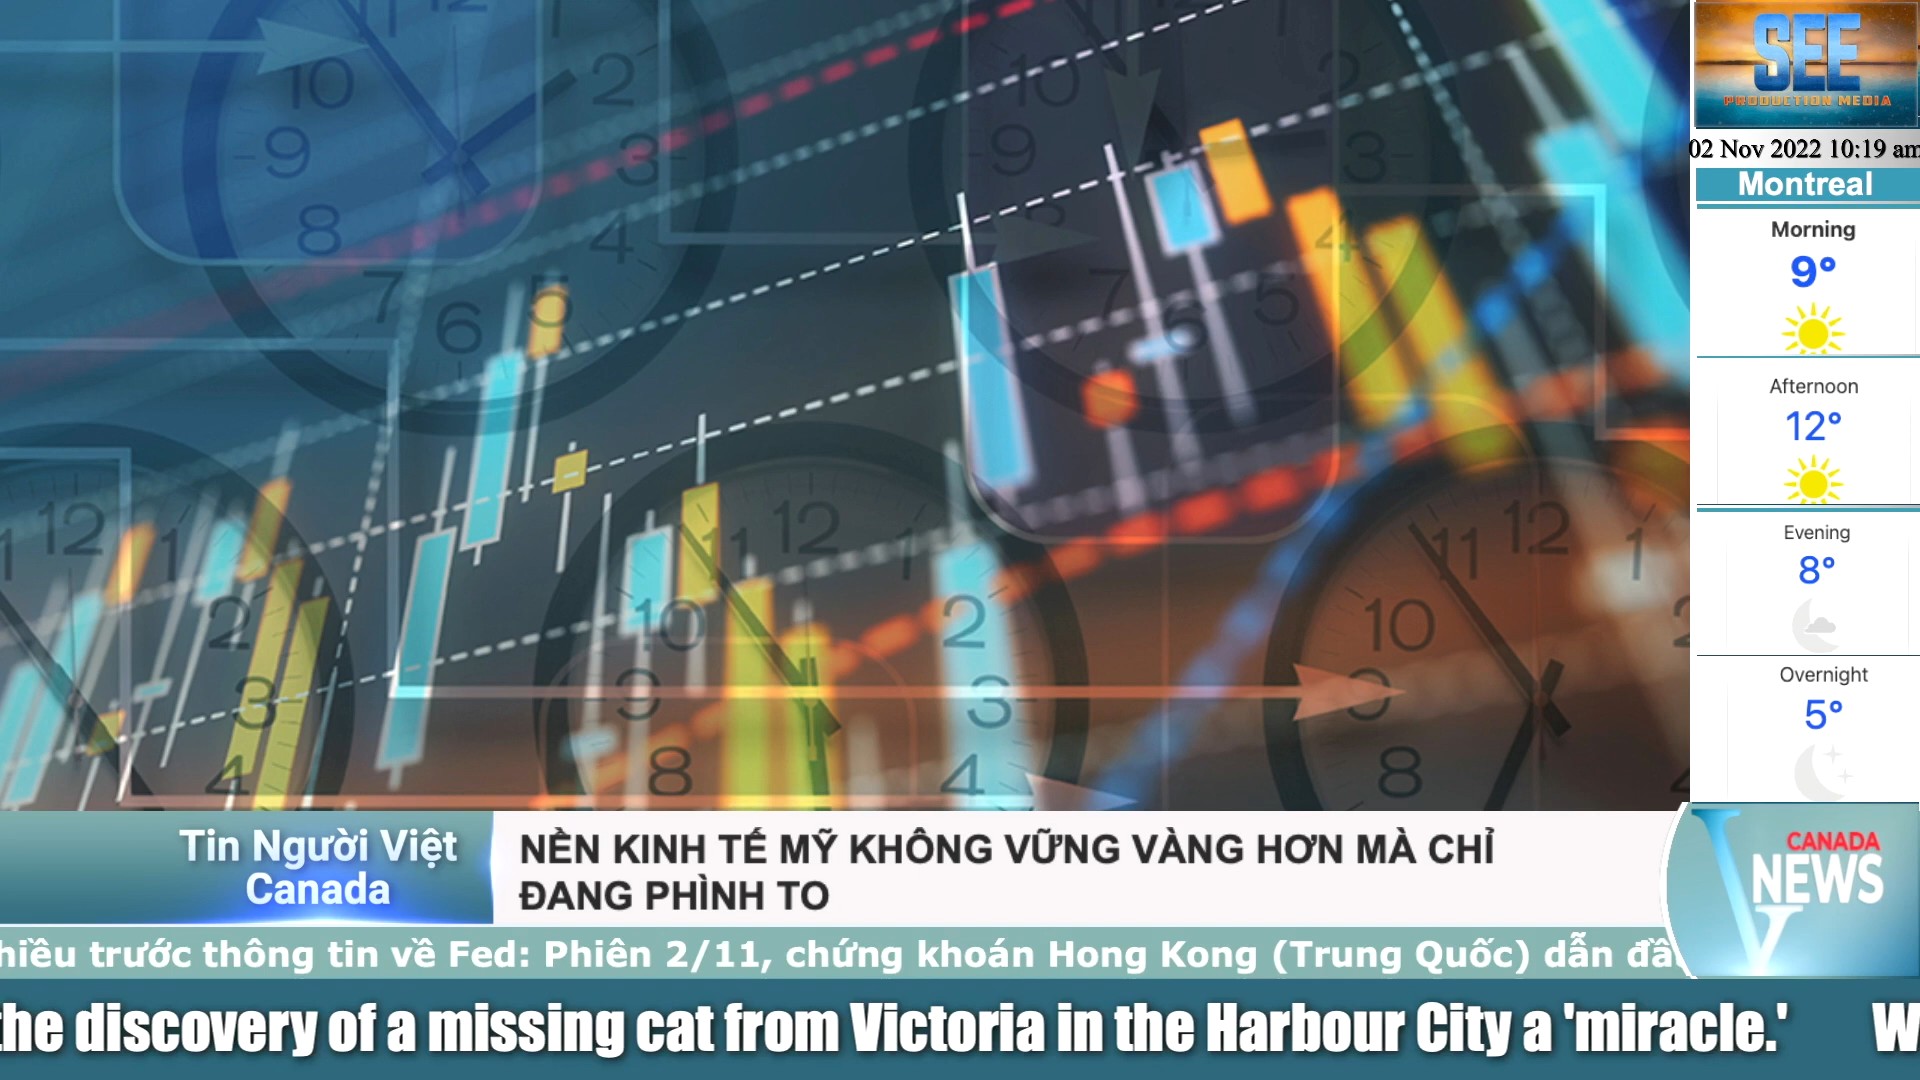 SEE
PRODUCTION MEDIA
02 Nov 2022 10:19 am
Montreal
Morning
9°
Afternoon
12°
Evening
8°
Overnight
5°
Tin Người Việt
Canada
NỀN KINH TẾ MỸ KHÔNG VỮNG VÀNG HƠN MÀ CHỈ
ĐANG PHÌNH TO
CANADA
NEWS
V
hiều trước thông tin về Fed: Phiên 2/11, chứng khoán Hong Kong (Trung Quốc) dẫn đầu
the discovery of a missing cat from Victoria in the Harbour City a 'miracle.' W